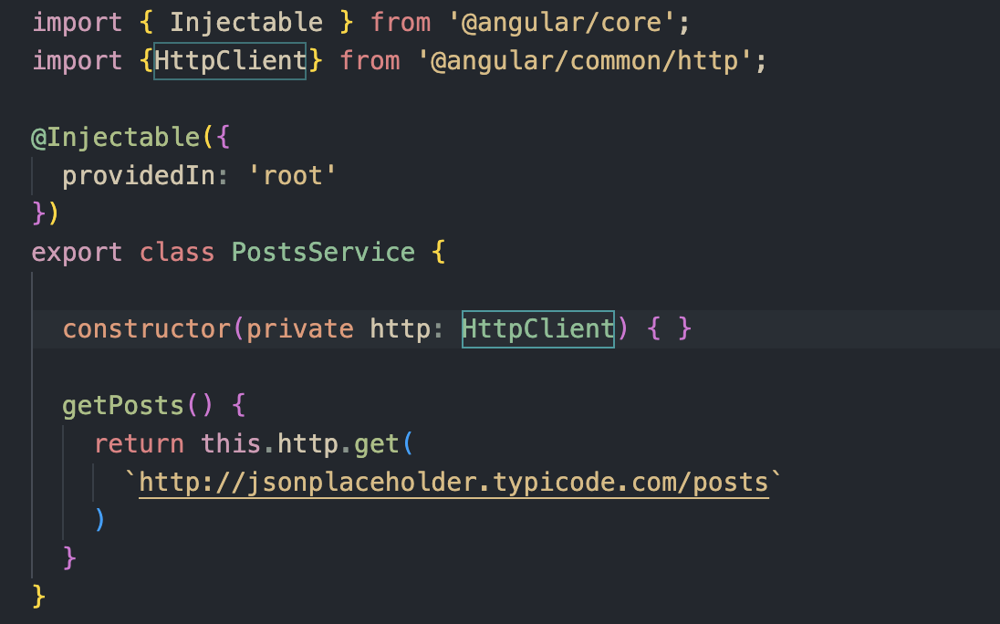 import { Injectable } from '@angular/core';
import {HttpClient} from '@angular/common/http';
@Injectable({
providedIn: 'root'
})
export class PostsService {
constructor(private http: HttpClient) { }
getPosts() {
return this.http.get(
`http://jsonplaceholder.typicode.com/posts`
)
}
}